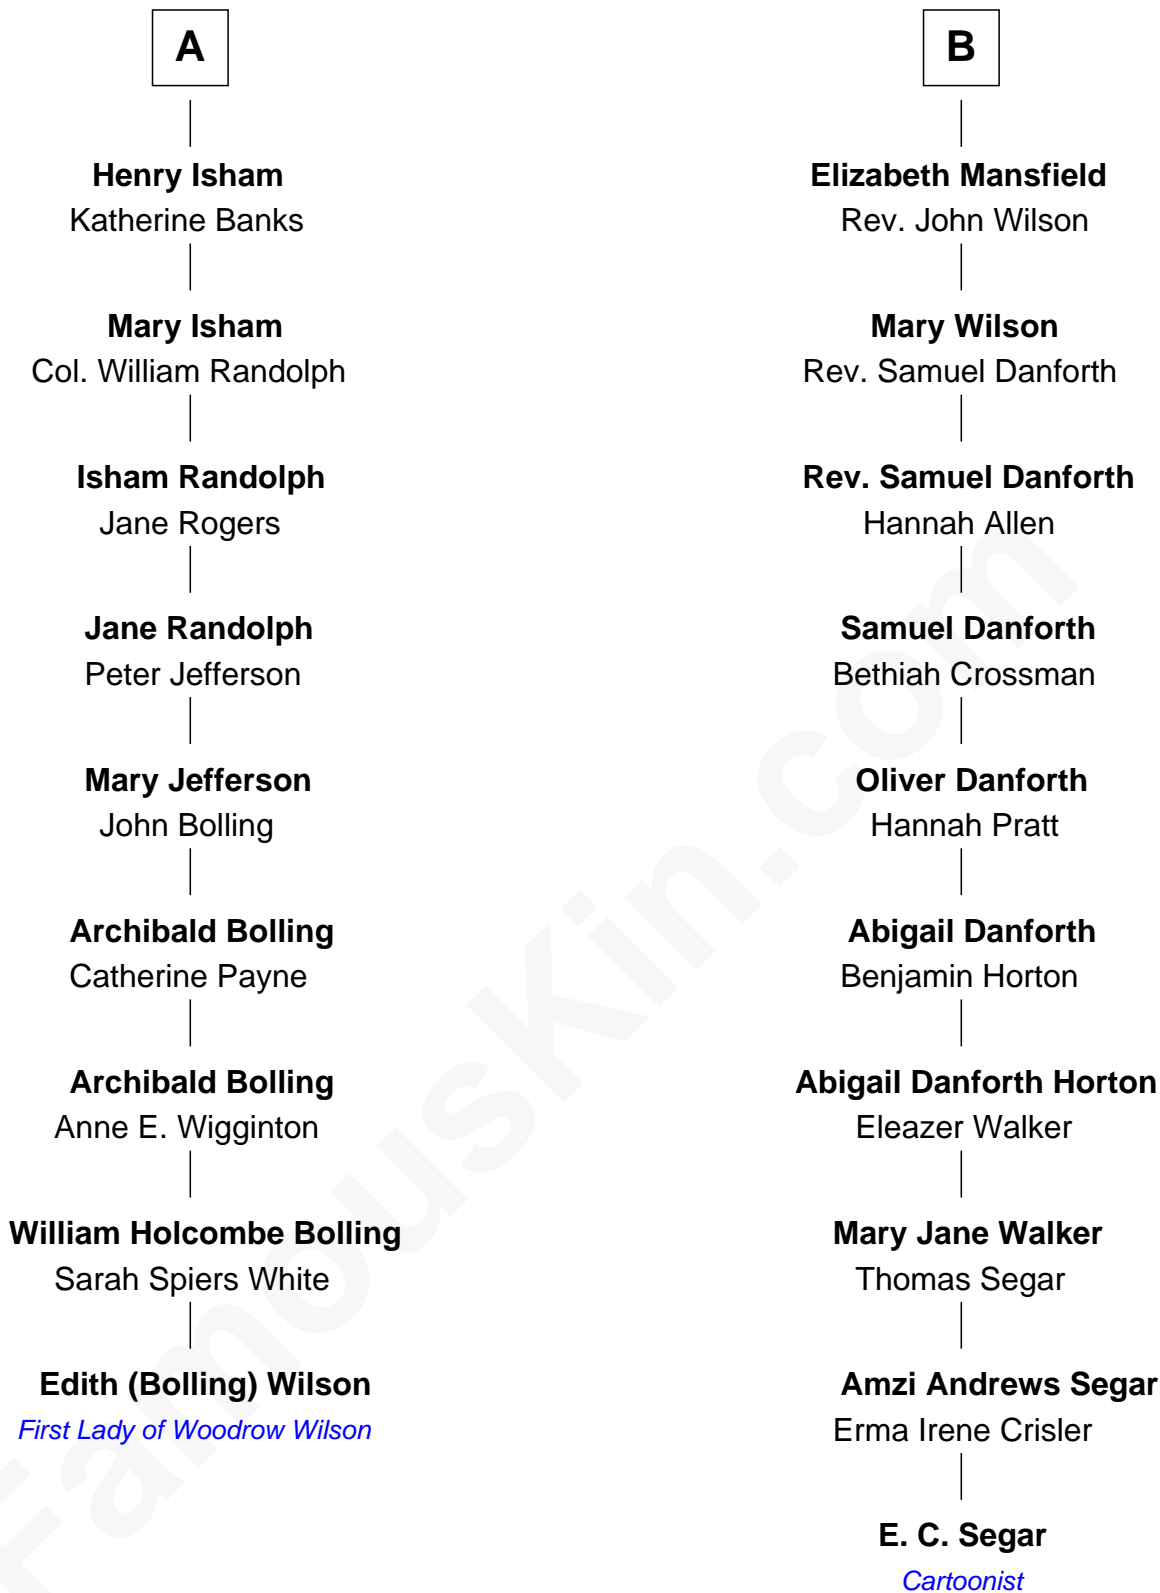 A
Henry Isham
Katherine Banks
Mary Isham
Col. William Randolph
Isham Randolph
Jane Rogers
Jane Randolph
Peter Jefferson
Mary Jefferson
John Bolling
Archibald Bolling
Catherine Payne
Archibald Bolling
Anne E. Wigginton
William Holcombe Bolling
Sarah Spiers White
Edith (Bolling) Wilson
First Lady of Woodrow Wilson
B
Elizabeth Mansfield
Rev. John Wilson
Mary Wilson
Rev. Samuel Danforth
Rev. Samuel Danforth
Hannah Allen
Samuel Danforth
Bethiah Crossman
Oliver Danforth
Hannah Pratt
Abigail Danforth
Benjamin Horton
Abigail Danforth Horton
Eleazer Walker
Mary Jane Walker
Thomas Segar
Amzi Andrews Segar
Erma Irene Crisler
E. C. Segar
Cartoonist
FamousKin.com